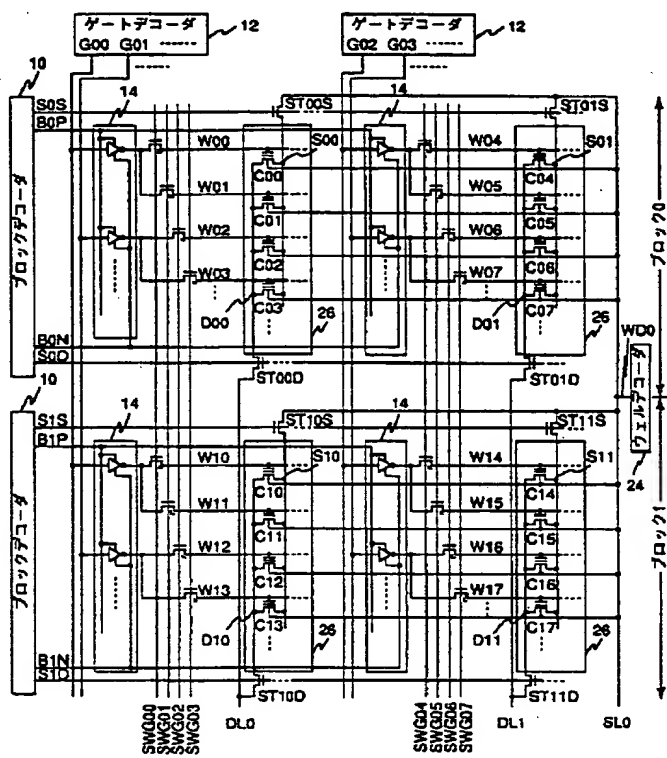 ゲートデコーダ
G00 G01
12
ゲートデコーダ
G02 G03
12
10
S0S
14
ST00S
14
ST01S
B0P
W00
S00
W04
S01
C00
C04
W01
W05
C01
C05
W02
W06
C02
C06
W03
W07
C03
C07
D00
26
D01
26
B0N
S0D
ST00D
ST01D
ブロックデコーダ
ブロック0
WD0
ウェルデコーダ
24
10
S1S
14
ST10S
14
ST11S
B1P
W10
S10
W14
S11
C10
C14
W11
W15
C11
C15
W12
W16
C12
C16
W13
W17
C13
C17
D10
26
D11
26
B1N
S1D
ST10D
ST11D
ブロックデコーダ
ブロック1
SWG00
SWG01
SWG02
SWG03
DL0
SWG04
SWG05
SWG06
SWG07
DL1
SL0